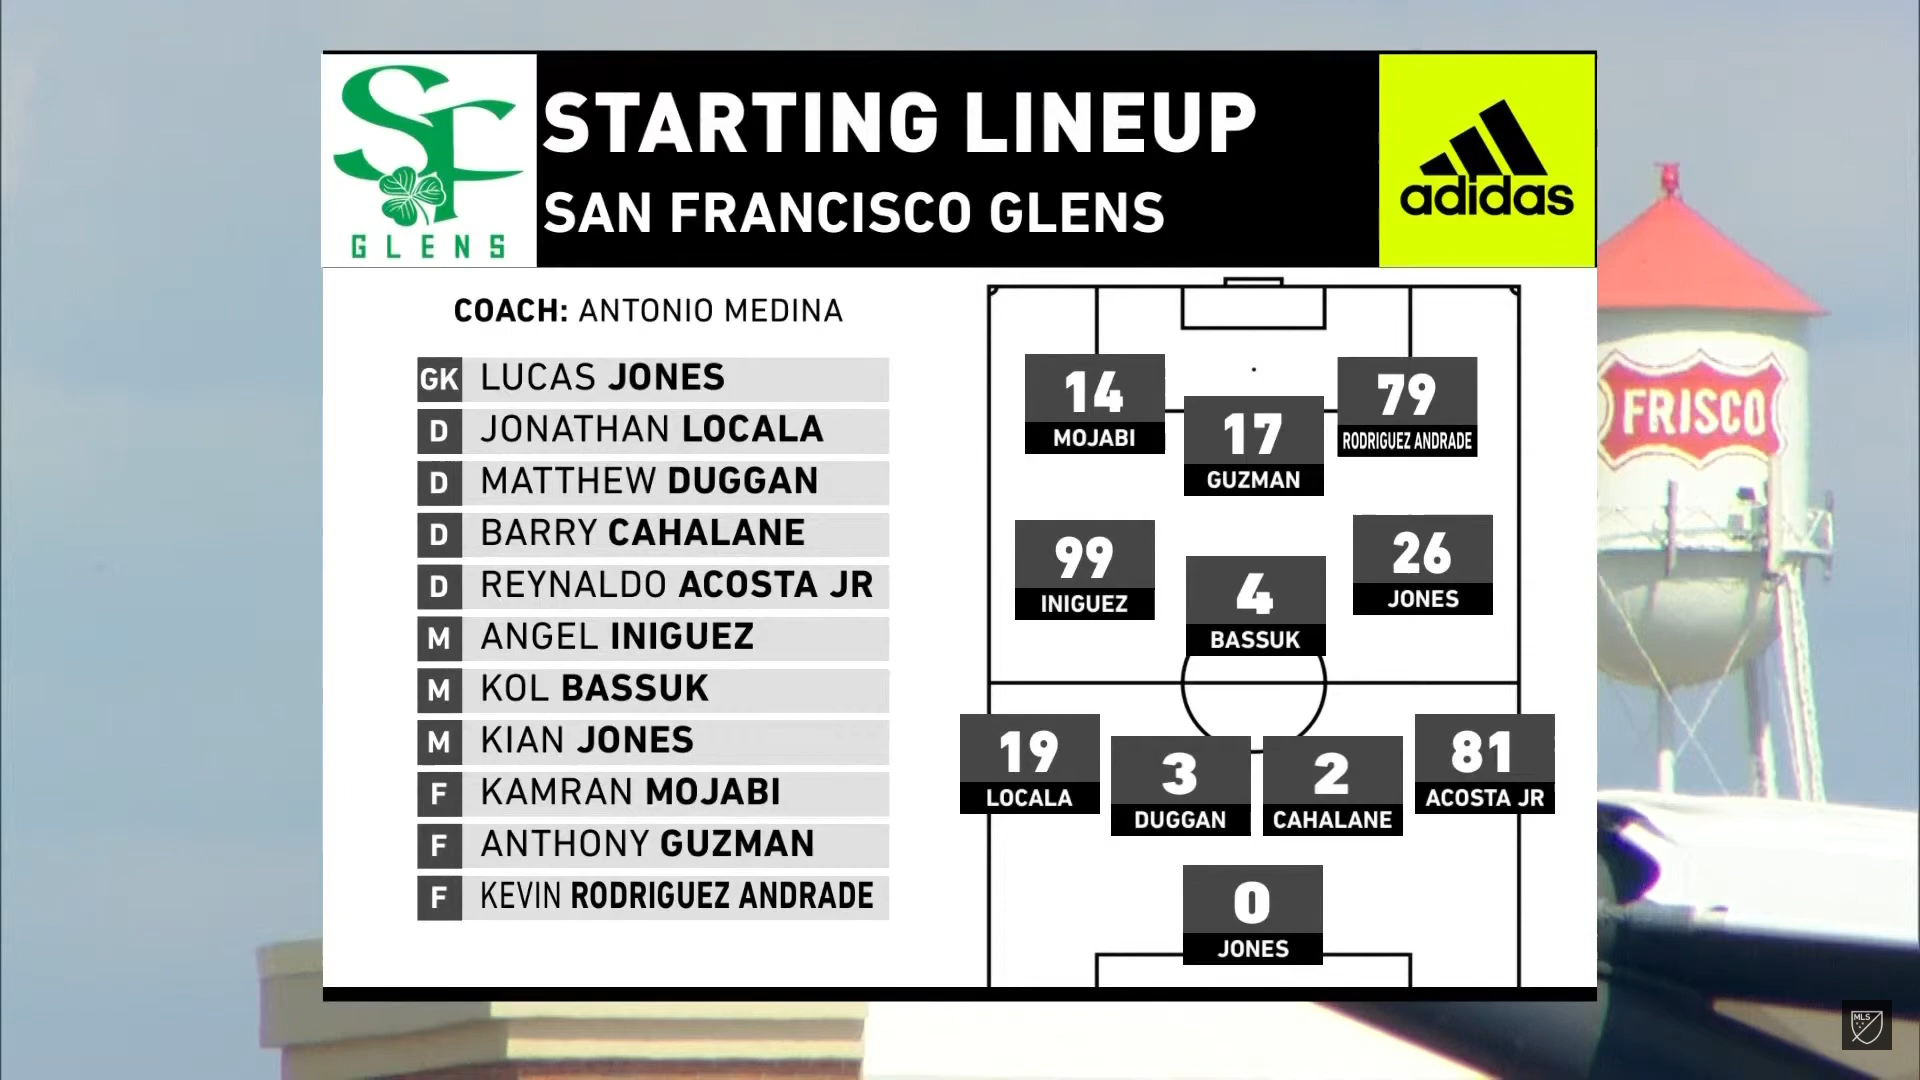 SF
GLENS
STARTING LINEUP
SAN FRANCISCO GLENS
adidas
COACH: ANTONIO MEDINA
GK LUCAS JONES
D JONATHAN LOCALA
D MATTHEW DUGGAN
D BARRY CAHALANE
D REYNALDO ACOSTA JR
M ANGEL INIGUEZ
M KOL BASSUK
M KIAN JONES
F KAMRAN MOJABI
F ANTHONY GUZMAN
F KEVIN RODRIGUEZ ANDRADE
14
MOJABI
17
GUZMAN
79
RODRIGUEZ ANDRADE
99
INIGUEZ
4
BASSUK
26
JONES
19
LOCALA
3
DUGGAN
2
CAHALANE
81
ACOSTA JR
0
JONES
FRISCO
MLS